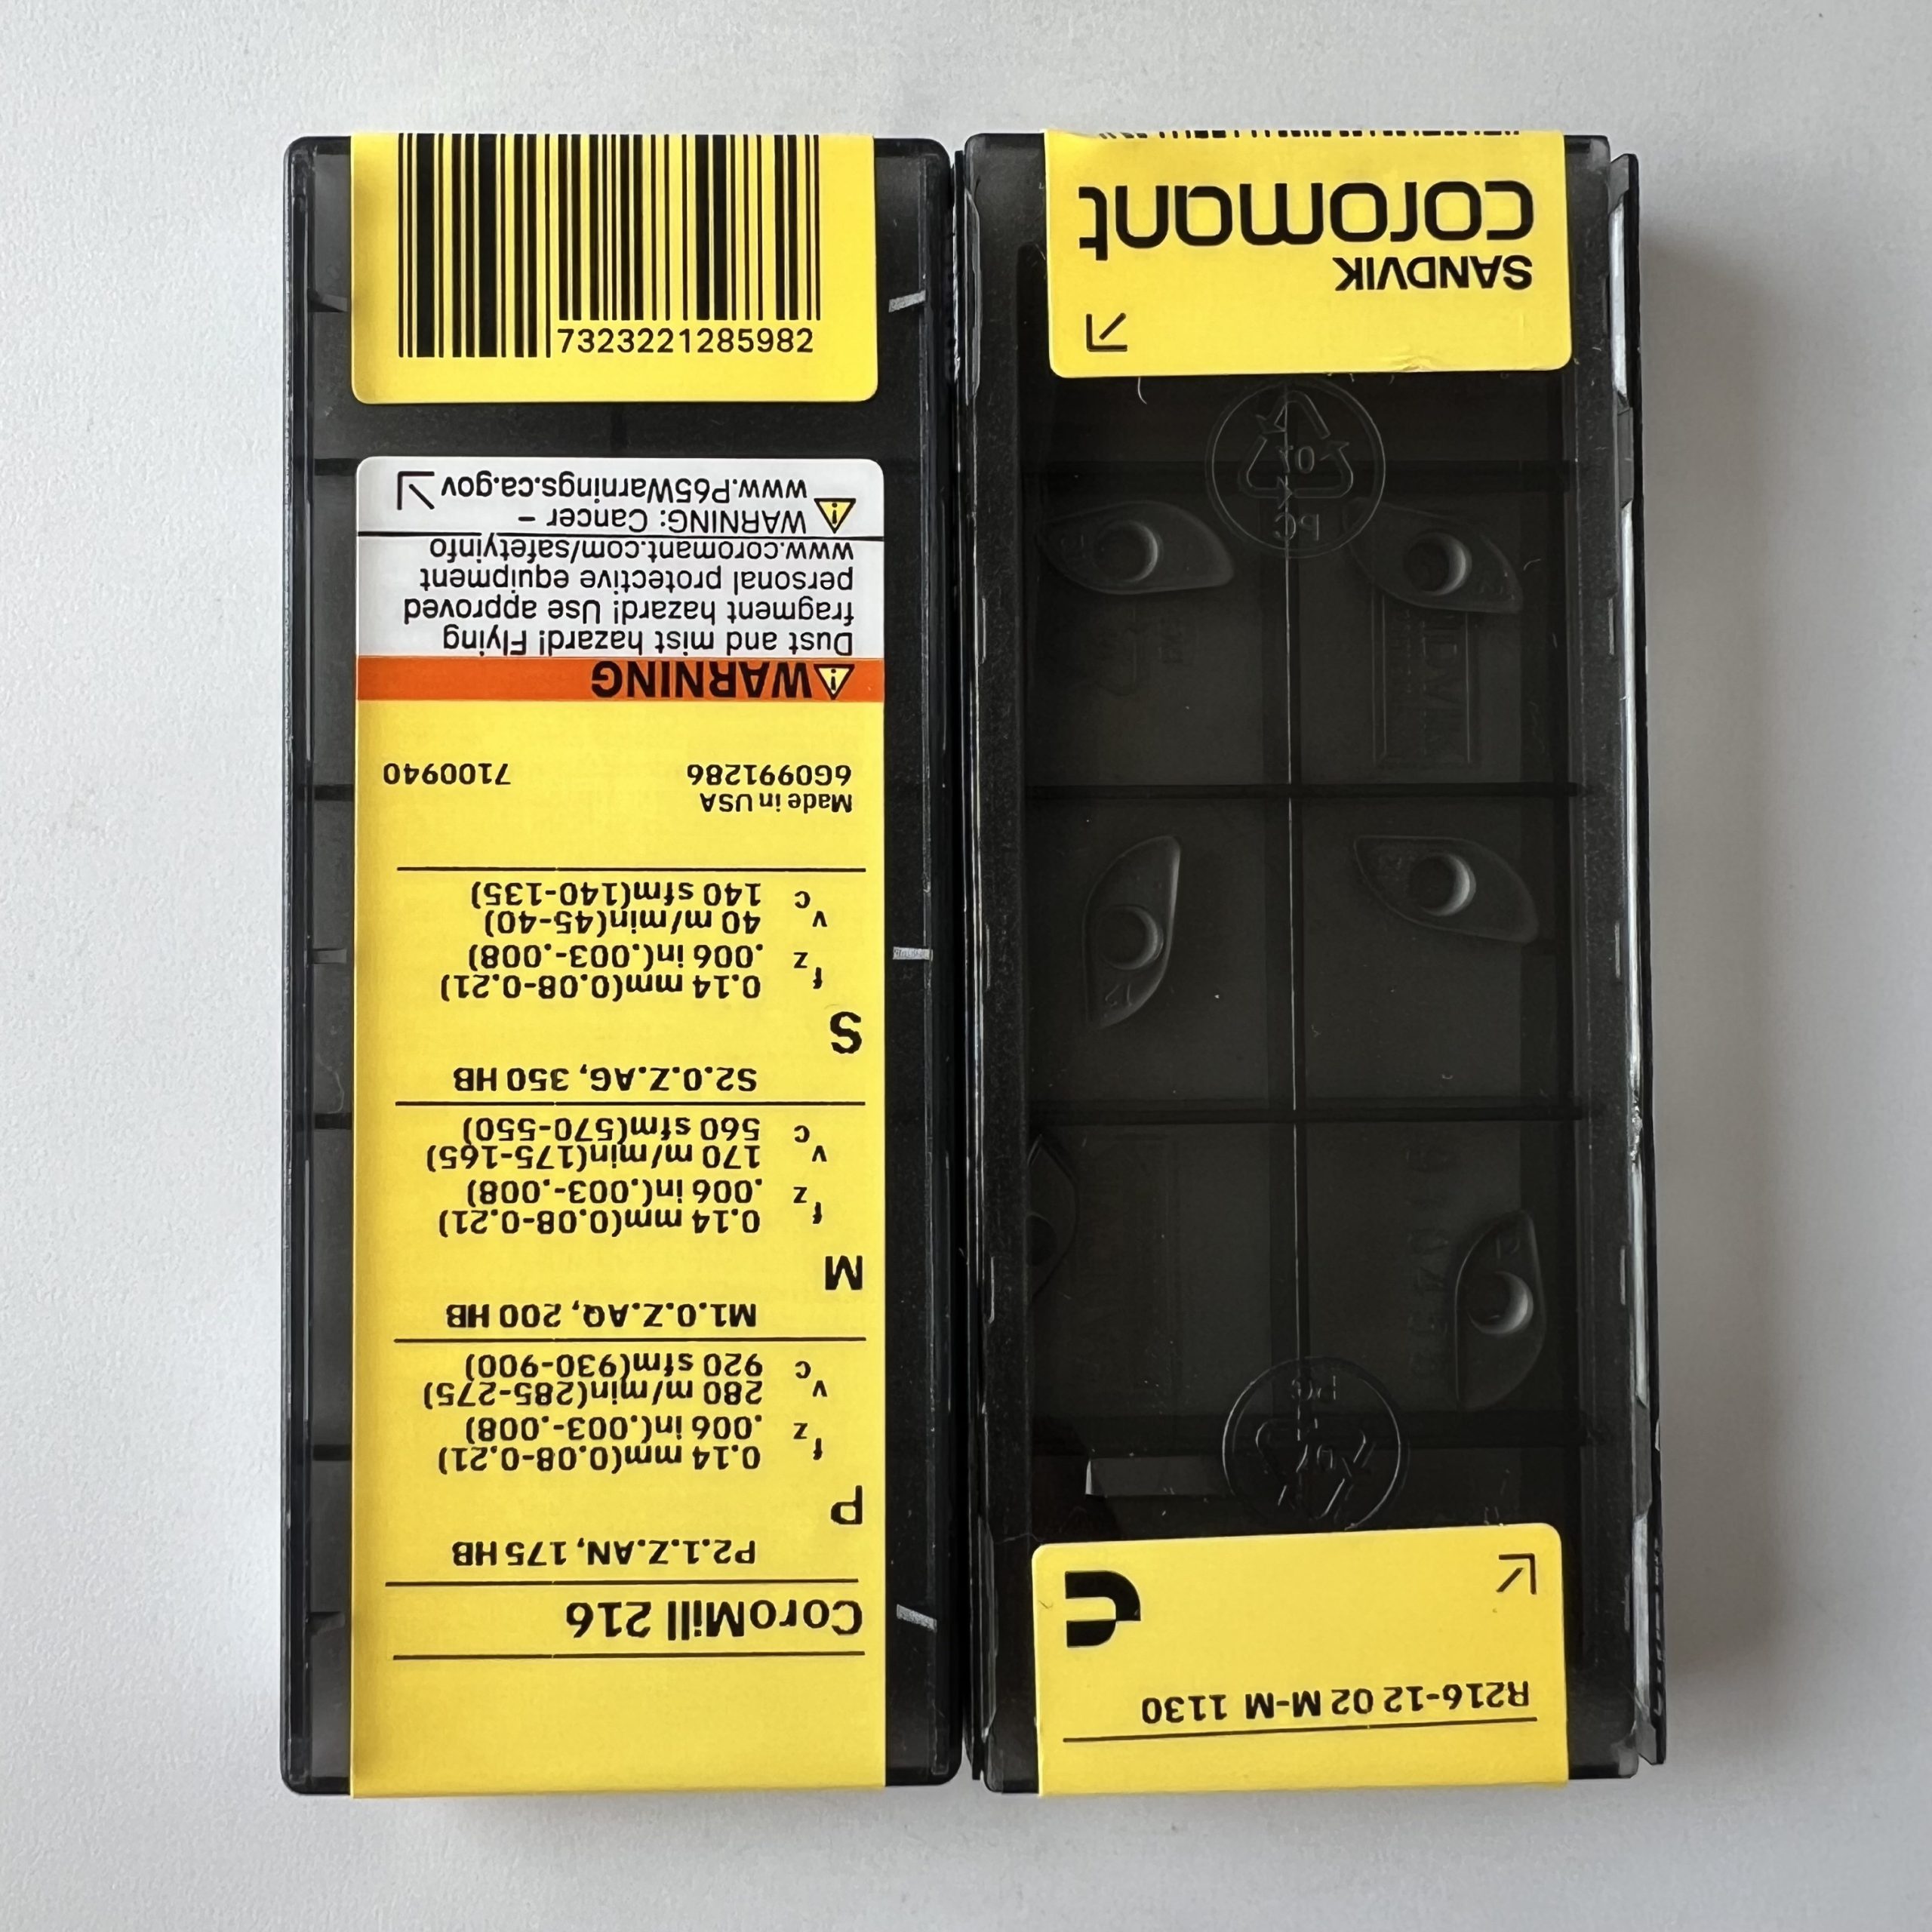 R216-12 02 M-M 1130
PC
07
SANDVIK
coromant
CoroMill 216
P2.1.Z.AN, 175 HB
P
fz 0.14 mm(0.08-0.21)
.006 in(.003-.008)
vc 280 m/min(285-275)
920 sfm(930-900)
M1.0.Z.AQ, 200 HB
M
fz 0.14 mm(0.08-0.21)
.006 in(.003-.008)
vc 170 m/min(175-165)
560 sfm(570-550)
S2.0.Z.AG, 350 HB
S
fz 0.14 mm(0.08-0.21)
.006 in(.003-.008)
vc 40 m/min(45-40)
140 sfm(140-135)
Made in USA
6G0991286 7100940
WARNING
Dust and mist hazard! Flying
fragment hazard! Use approved
personal protective equipment
www.coromant.com/safetyinfo
WARNING: Cancer –
www.P65Warnings.ca.gov
7323221285982